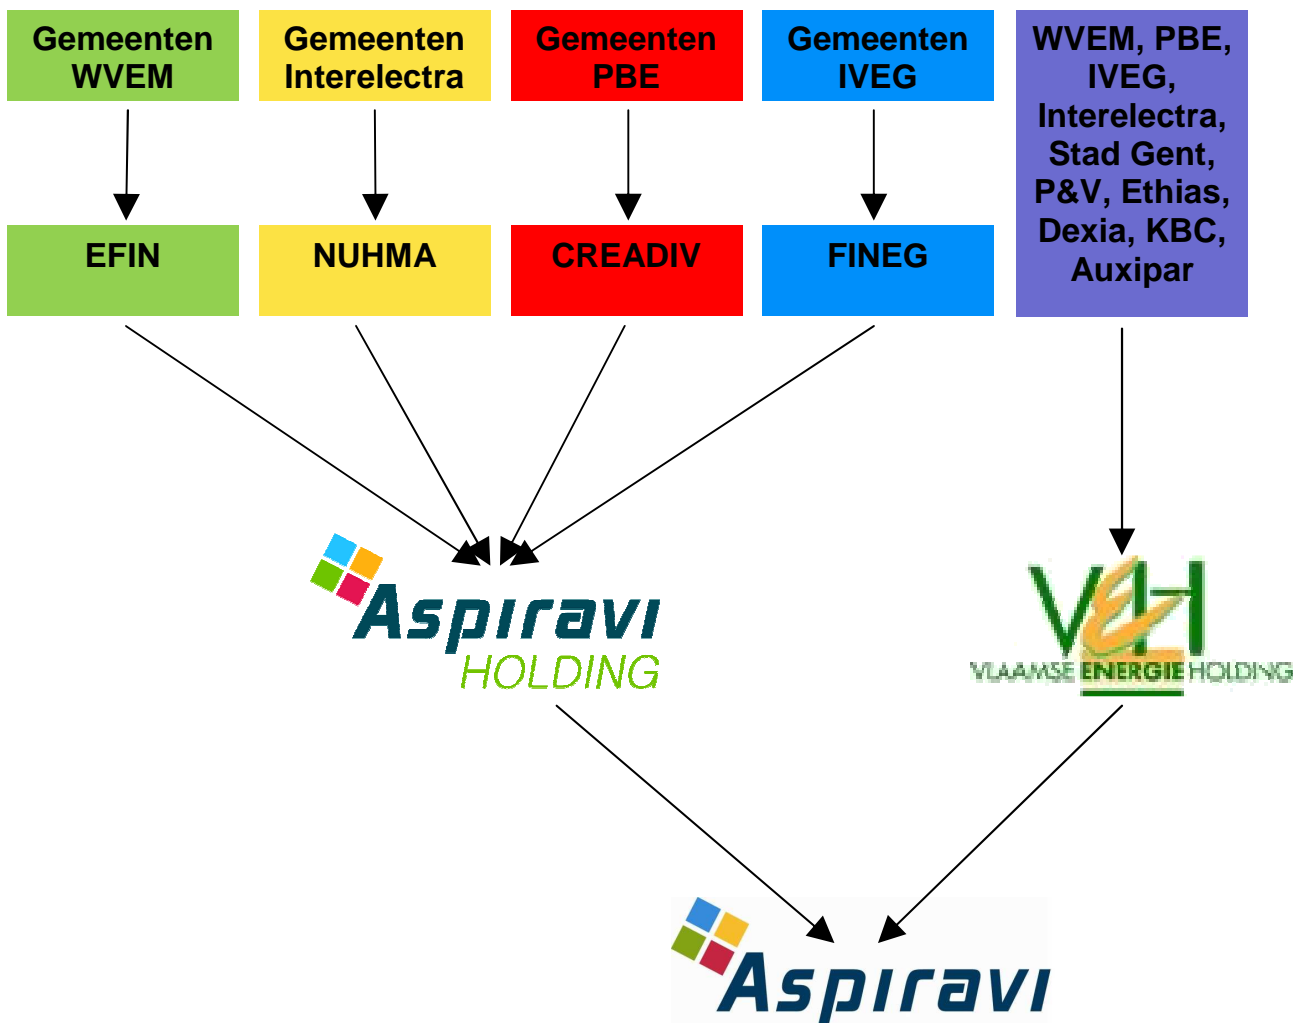 Gemeenten
WVEM
Gemeenten
Interelectra
Gemeenten
PBE
Gemeenten
IVEG
WVEM, PBE,
IVEG,
Interelectra,
Stad Gent,
P&V, Ethias,
Dexia, KBC,
Auxipar
EFIN
NUHMA
CREADIV
FINEG
Aspiravi
HOLDING
VEH
VLAAMSE ENERGIE HOLDING
Aspiravi